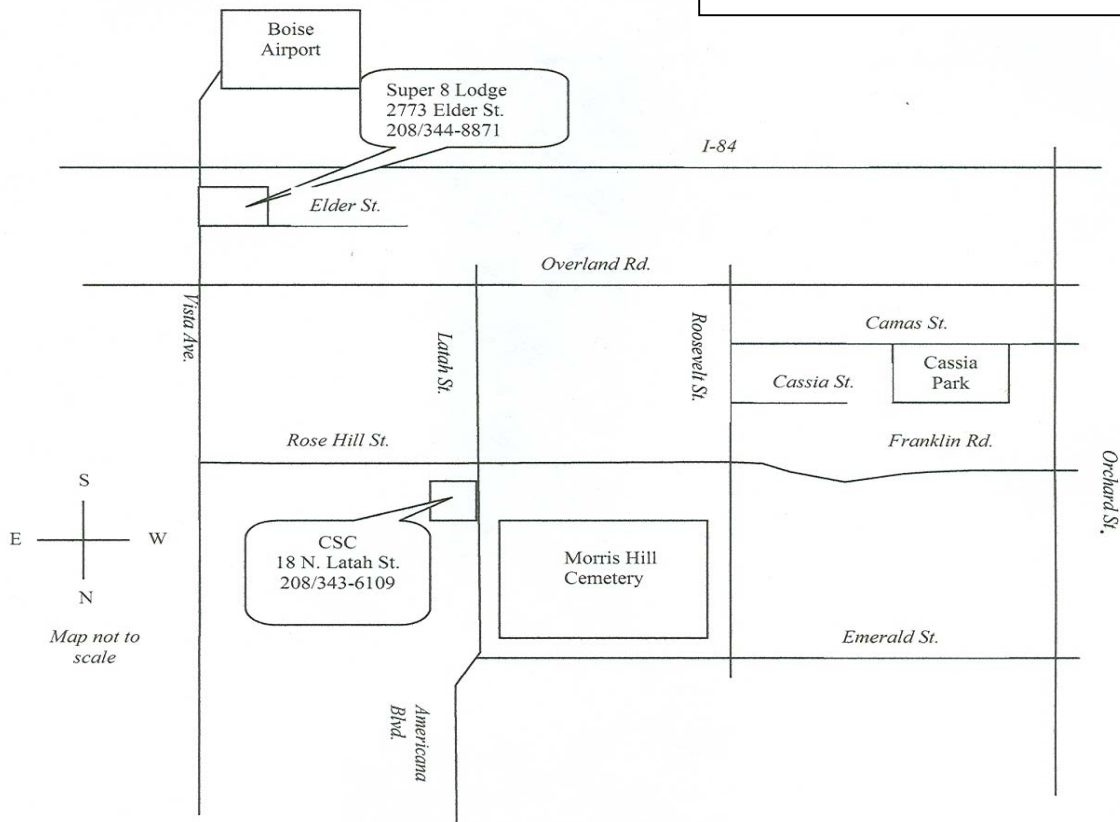 Boise
Airport
Super 8 Lodge
2773 Elder St.
208/344-8871
I-84
Elder St.
Overland Rd.
Vista Ave.
Latah St.
Roosevelt St.
Camas St.
Cassia St.
Cassia
Park
Rose Hill St.
Franklin Rd.
Orchard St.
S
E
W
N
Map not to
scale
CSC
18 N. Latah St.
208/343-6109
Morris Hill
Cemetery
Emerald St.
Americana
Blvd.